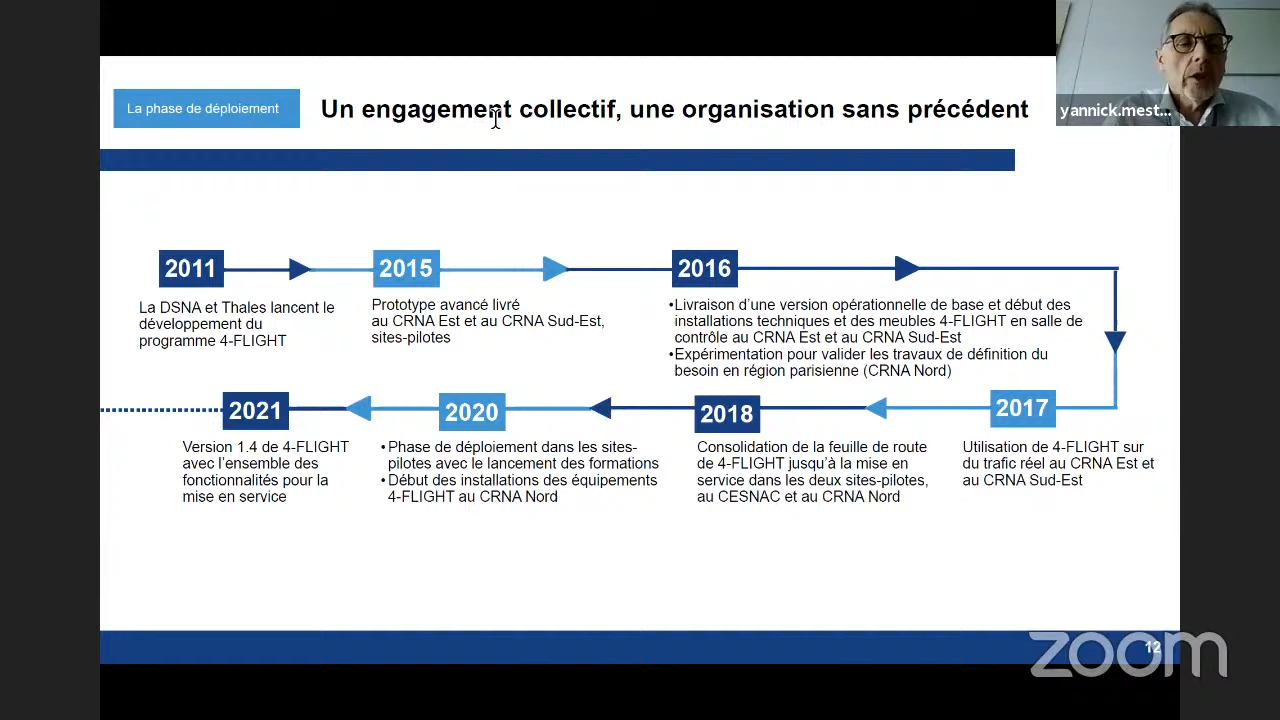 La phase de déploiement
Un engagement collectif, une organisation sans précédent
yannick.mest...
2011
La DSNA et Thales lancent le
développement du
programme 4-FLIGHT
2015
Prototype avancé livré
au CRNA Est et au CRNA Sud-Est,
sites-pilotes
2016
•Livraison d’une version opérationnelle de base et début des
installations techniques et des meubles 4-FLIGHT en salle de
contrôle au CRNA Est et au CRNA Sud-Est
•Expérimentation pour valider les travaux de définition du
besoin en région parisienne (CRNA Nord)
2017
Utilisation de 4-FLIGHT sur
du trafic réel au CRNA Est et
au CRNA Sud-Est
2018
Consolidation de la feuille de route
de 4-FLIGHT jusqu’à la mise en
service dans les deux sites-pilotes,
au CESNAC et au CRNA Nord
2020
•Phase de déploiement dans les sites-
pilotes avec le lancement des formations
•Début des installations des équipements
4-FLIGHT au CRNA Nord
2021
Version 1.4 de 4-FLIGHT
avec l’ensemble des
fonctionnalités pour la
mise en service
12
zoom